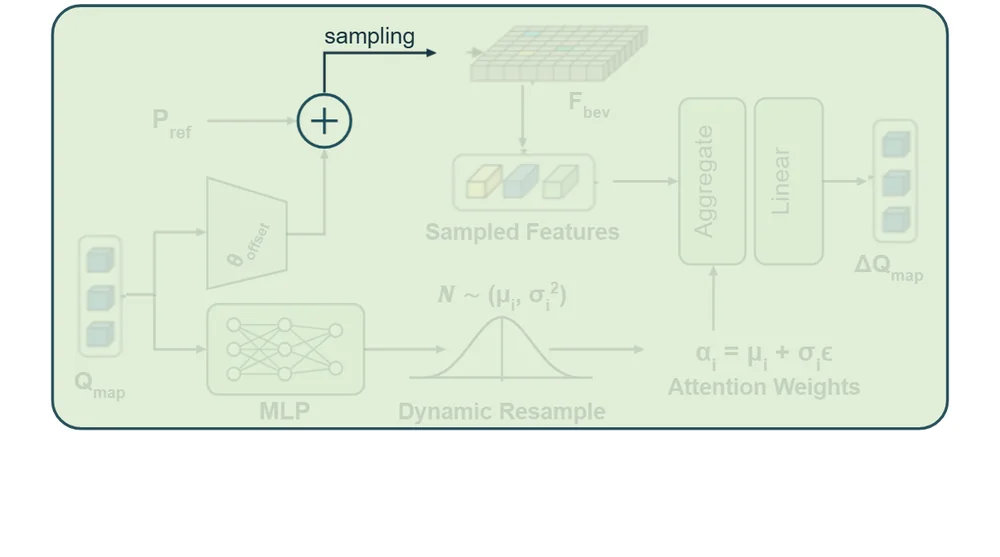 sampling
P_ref
F_bev
θ_offset
Sampled Features
Aggregate
Linear
ΔQ_map
Q_map
MLP
N ~ (μ_i, σ_i^2)
Dynamic Resample
α_i = μ_i + σ_iϵ
Attention Weights